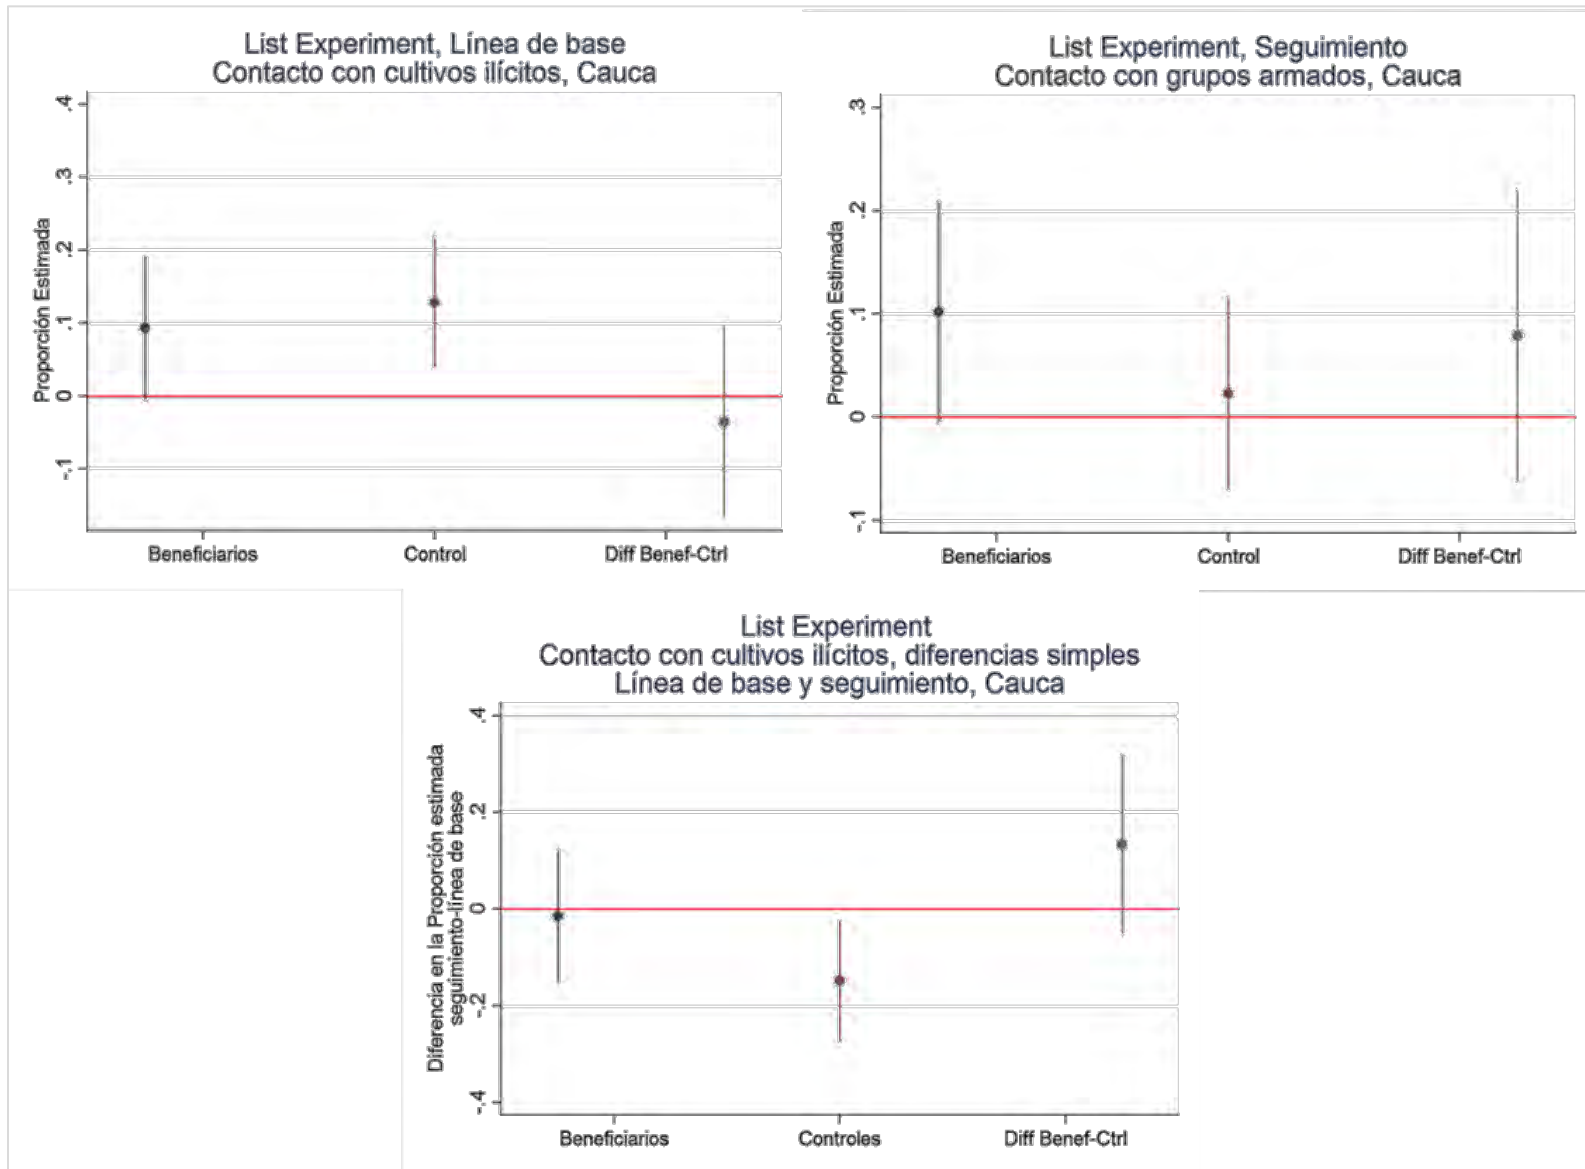 List Experiment, Línea de base
Contacto con cultivos ilícitos, Cauca
Proporción Estimada
.4
.3
.2
.1
0
-.1
Beneficiarios
Control
Diff Benef-Ctrl
List Experiment, Seguimiento
Contacto con grupos armados, Cauca
Proporción Estimada
.3
.2
.1
0
-.1
Beneficiarios
Control
Diff Benef-Ctrl
List Experiment
Contacto con cultivos ilícitos, diferencias simples
Línea de base y seguimiento, Cauca
Diferencia en la Proporción estimada
seguimiento-línea de base
.4
.2
0
-.2
-.4
Beneficiarios
Controles
Diff Benef-Ctrl